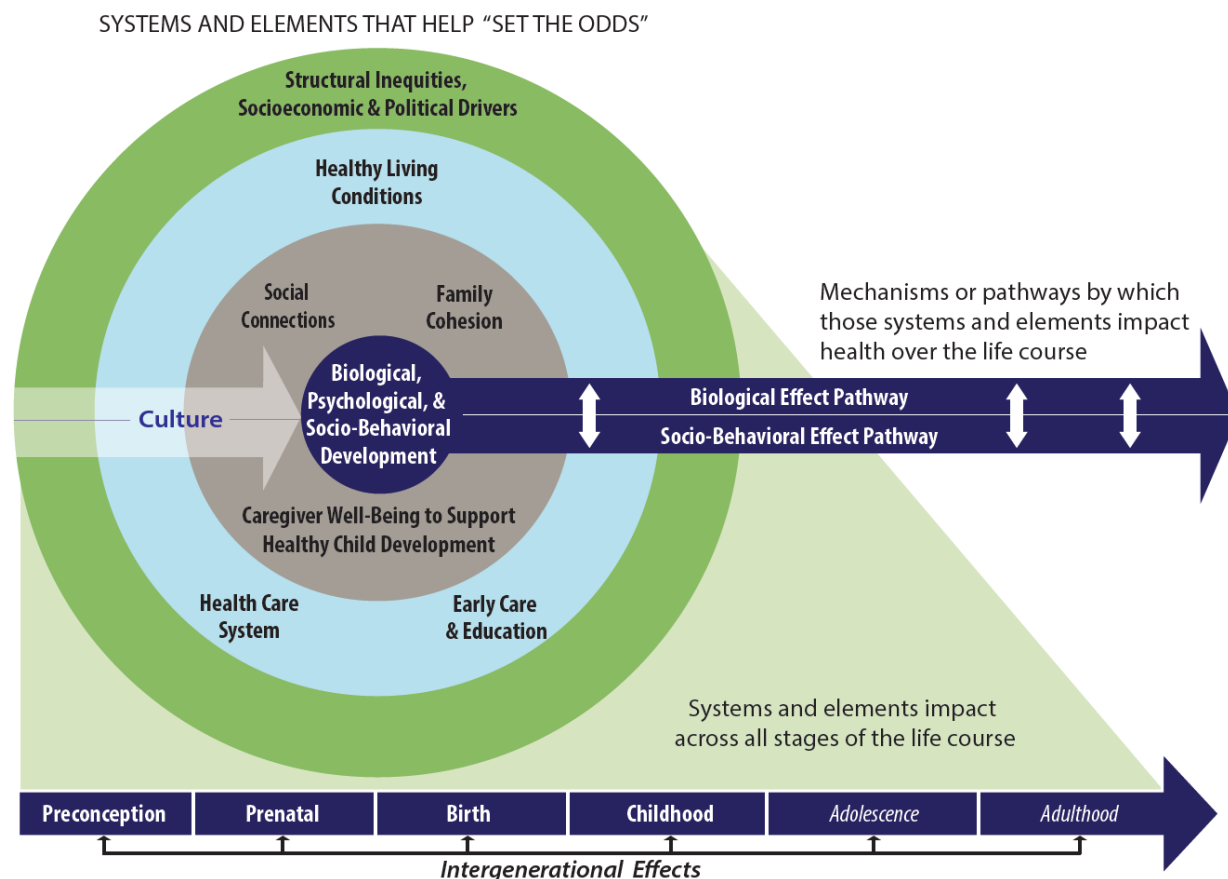 SYSTEMS AND ELEMENTS THAT HELP “SET THE ODDS”
Structural Inequities,
Socioeconomic & Political Drivers
Healthy Living
Conditions
Social
Connections
Family
Cohesion
Culture
Biological,
Psychological, &
Socio-Behavioral
Development
Caregiver Well-Being to Support
Healthy Child Development
Health Care
System
Early Care
& Education
Mechanisms or pathways by which
those systems and elements impact
health over the life course
Biological Effect Pathway
Socio-Behavioral Effect Pathway
Systems and elements impact
across all stages of the life course
Preconception
Prenatal
Birth
Childhood
Adolescence
Adulthood
Intergenerational Effects